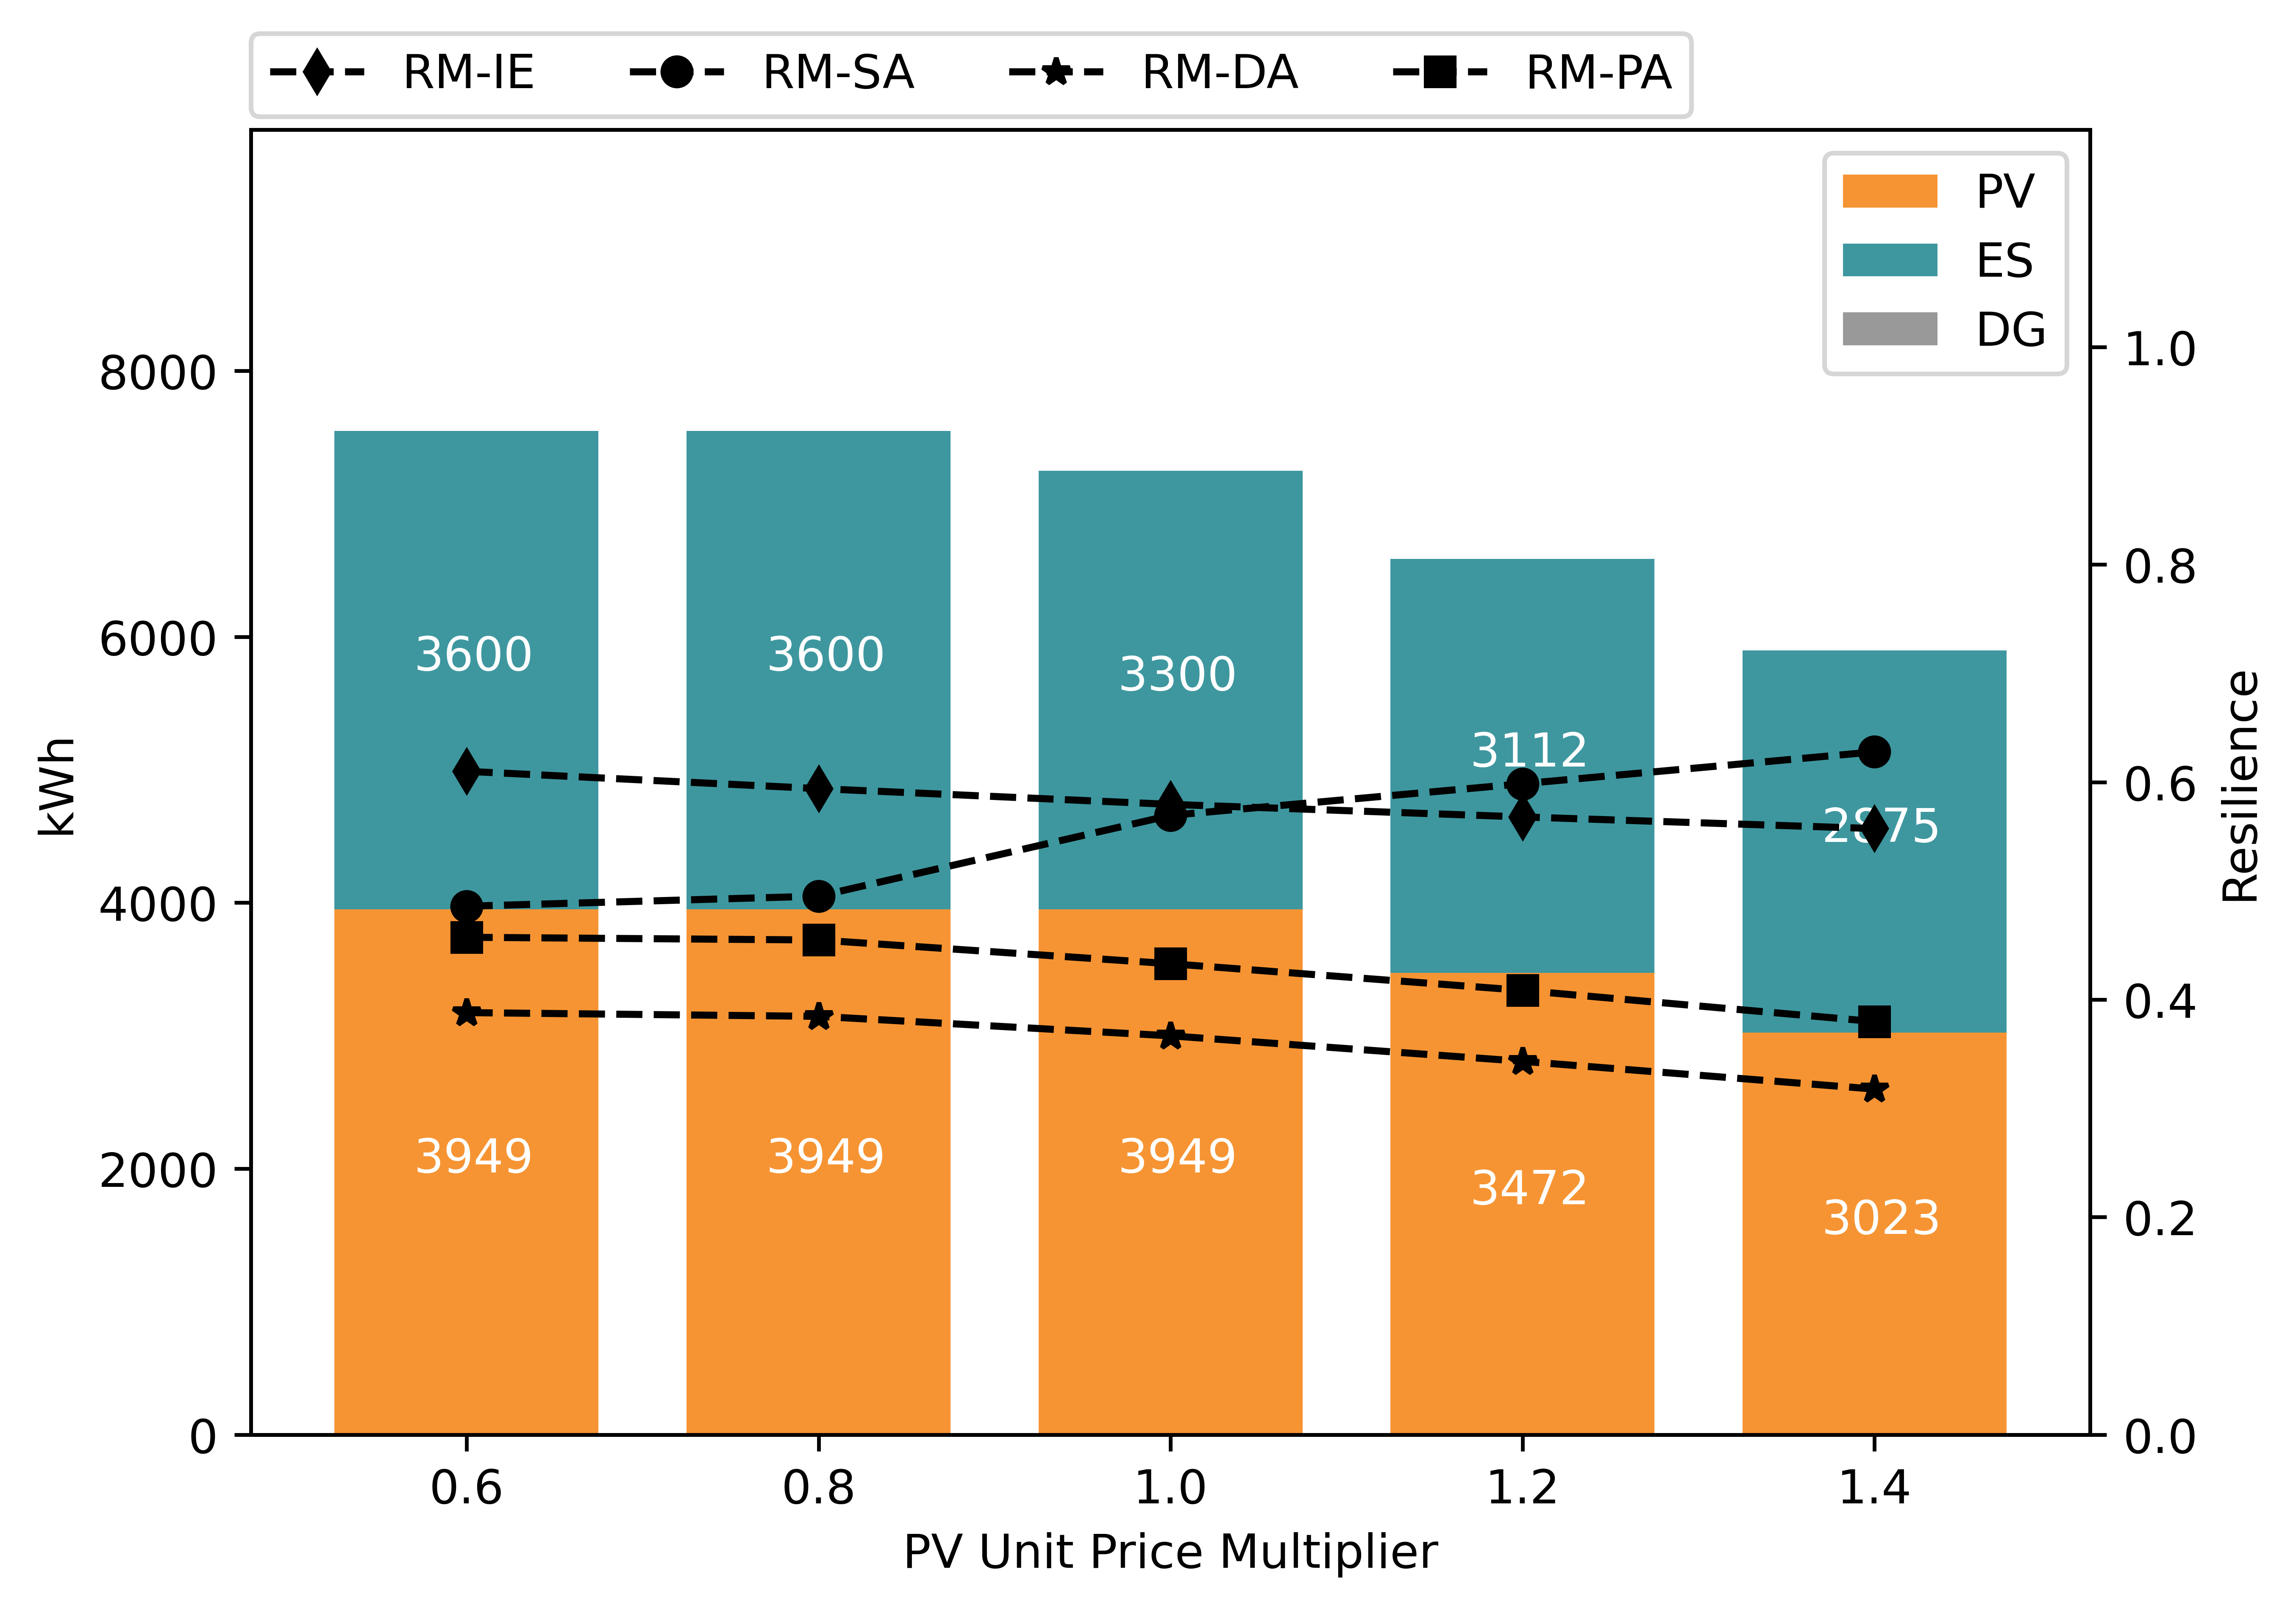 RM-IE RM-SA RM-DA RM-PA
PV
ES
DG
8000
6000
4000
2000
0
kWh
1.0
0.8
0.6
0.4
0.2
0.0
Resilience
3600 3600 3300 3112 2875
3949 3949 3949 3472 3023
0.6 0.8 1.0 1.2 1.4
PV Unit Price Multiplier